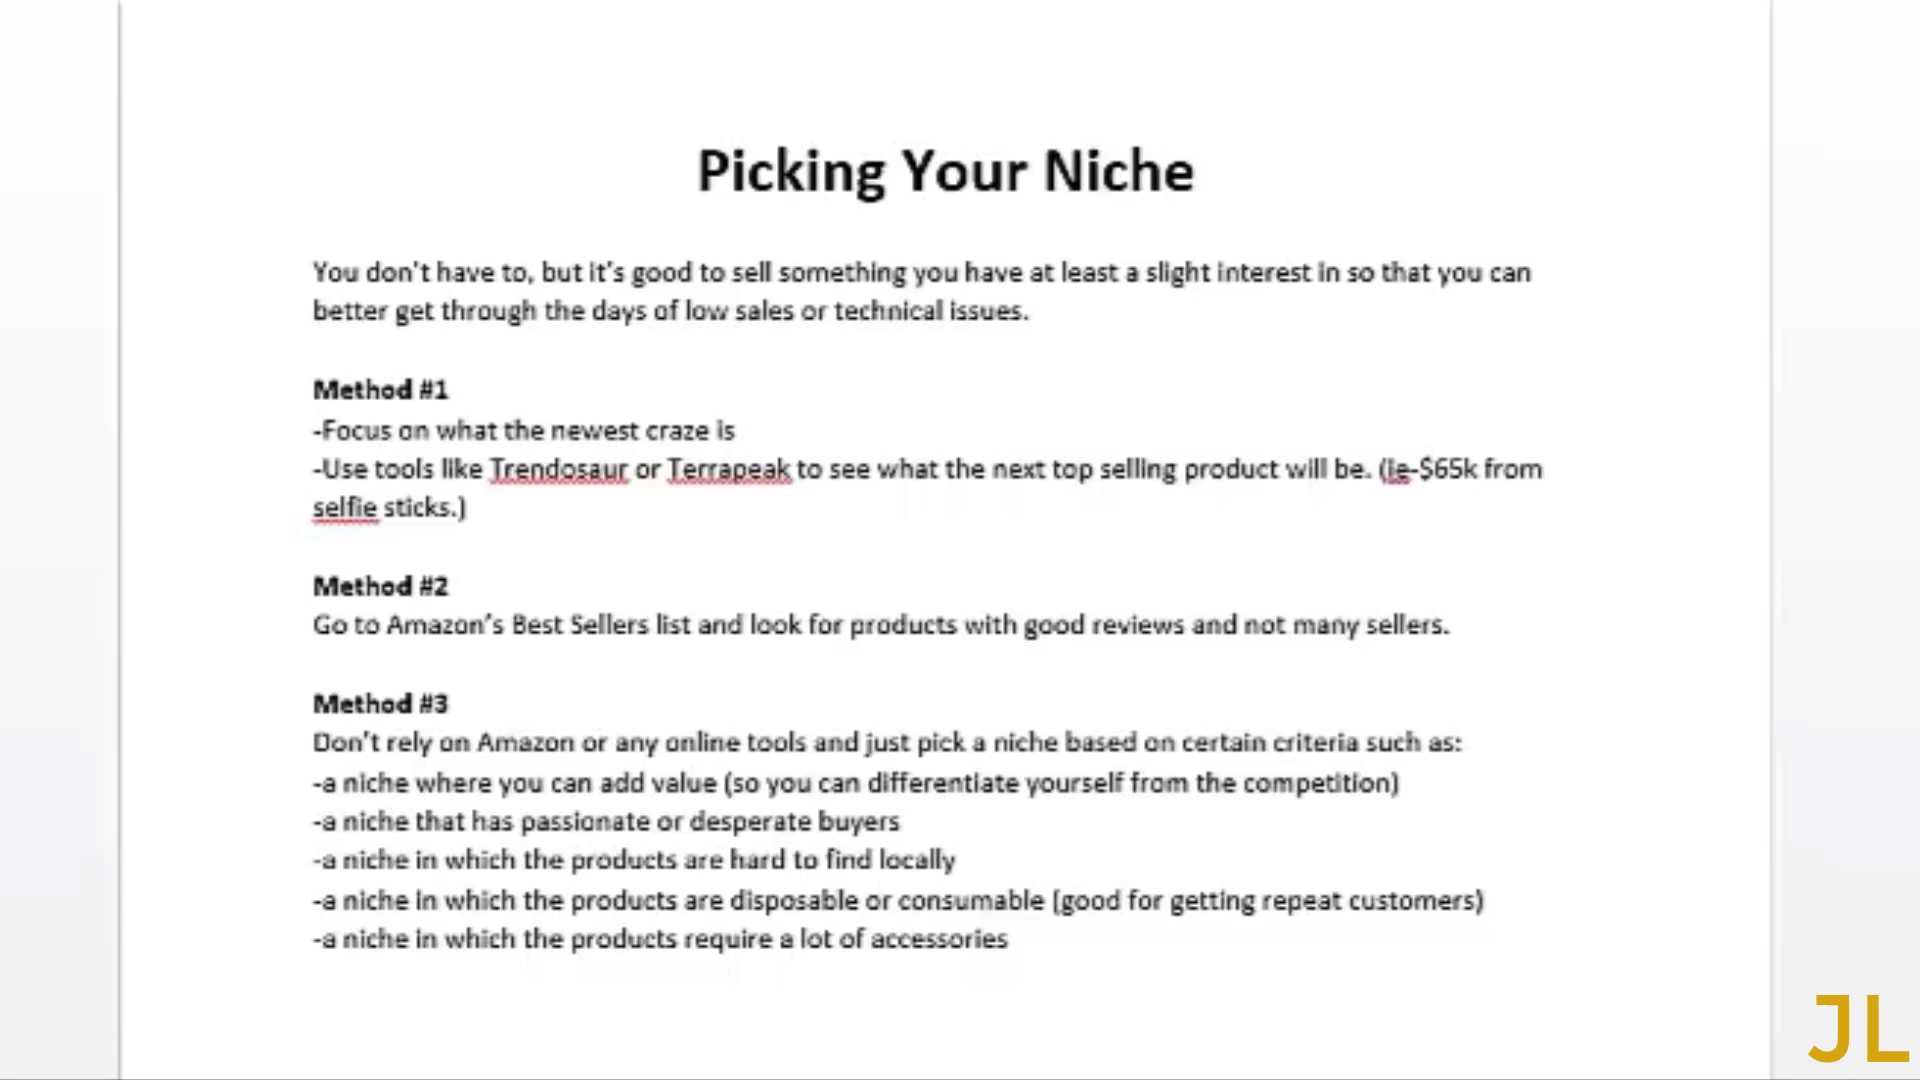 Picking Your Niche
You don't have to, but it's good to sell something you have at least a slight interest in so that you can
better get through the days of low sales or technical issues.
Method #1
-Focus on what the newest craze is
-Use tools like Trendosaur or Terrapeak to see what the next top selling product will be. (ie-$65k from
selfie sticks.)
Method #2
Go to Amazon's Best Sellers list and look for products with good reviews and not many sellers.
Method #3
Don't rely on Amazon or any online tools and just pick a niche based on certain criteria such as:
-a niche where you can add value (so you can differentiate yourself from the competition)
-a niche that has passionate or desperate buyers
-a niche in which the products are hard to find locally
-a niche in which the products are disposable or consumable (good for getting repeat customers)
-a niche in which the products require a lot of accessories
JL